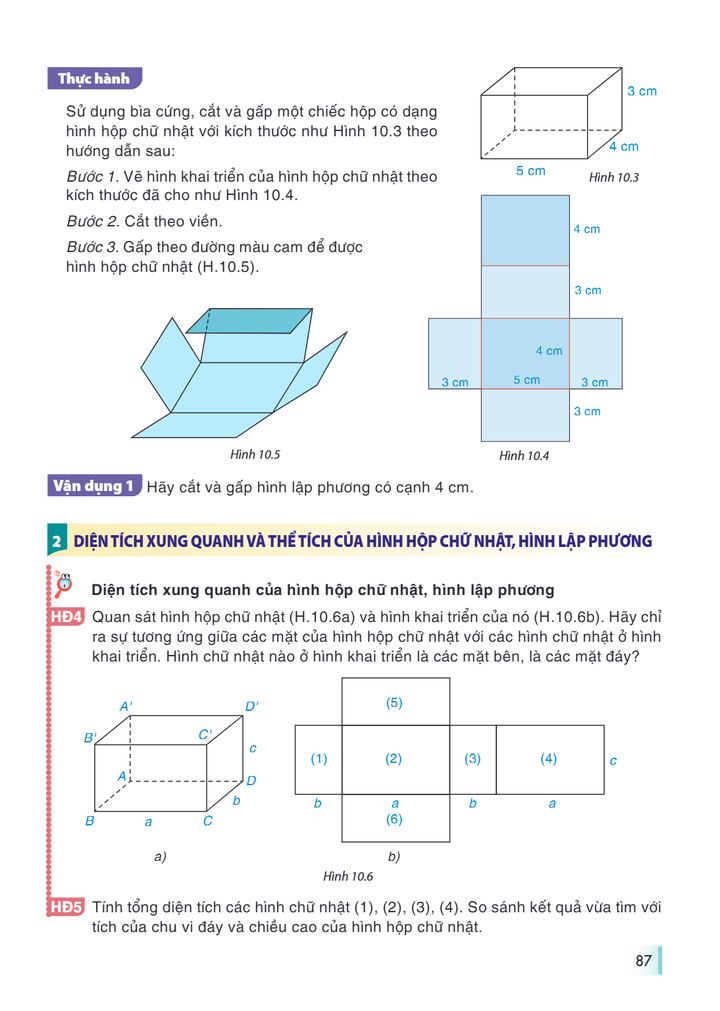 Thực hành
Sử dụng bìa cứng, cắt và gấp một chiếc hộp có dạng
hình hộp chữ nhật với kích thước như Hình 10.3 theo
hướng dẫn sau:
Bước 1. Vẽ hình khai triển của hình hộp chữ nhật theo
kích thước đã cho như Hình 10.4.
Bước 2. Cắt theo viền.
Bước 3. Gấp theo đường màu cam để được
hình hộp chữ nhật (H.10.5).
3 cm
4 cm
5 cm
Hình 10.3
4 cm
3 cm
4 cm
3 cm
5 cm
3 cm
3 cm
Hình 10.5
Hình 10.4
Vận dụng 1 Hãy cắt và gấp hình lập phương có cạnh 4 cm.
2 DIỆN TÍCH XUNG QUANH VÀ THỂ TÍCH CỦA HÌNH HỘP CHỮ NHẬT, HÌNH LẬP PHƯƠNG
Diện tích xung quanh của hình hộp chữ nhật, hình lập phương
HĐ4 Quan sát hình hộp chữ nhật (H.10.6a) và hình khai triển của nó (H.10.6b). Hãy chỉ
ra sự tương ứng giữa các mặt của hình hộp chữ nhật với các hình chữ nhật ở hình
khai triển. Hình chữ nhật nào ở hình khai triển là các mặt bên, là các mặt đáy?
A' D'
B' C'
c
A D
b
B a C
a)
(5)
(1) (2) (3) (4) c
b a b a
(6)
b)
Hình 10.6
HĐ5 Tính tổng diện tích các hình chữ nhật (1), (2), (3), (4). So sánh kết quả vừa tìm với
tích của chu vi đáy và chiều cao của hình hộp chữ nhật.
87